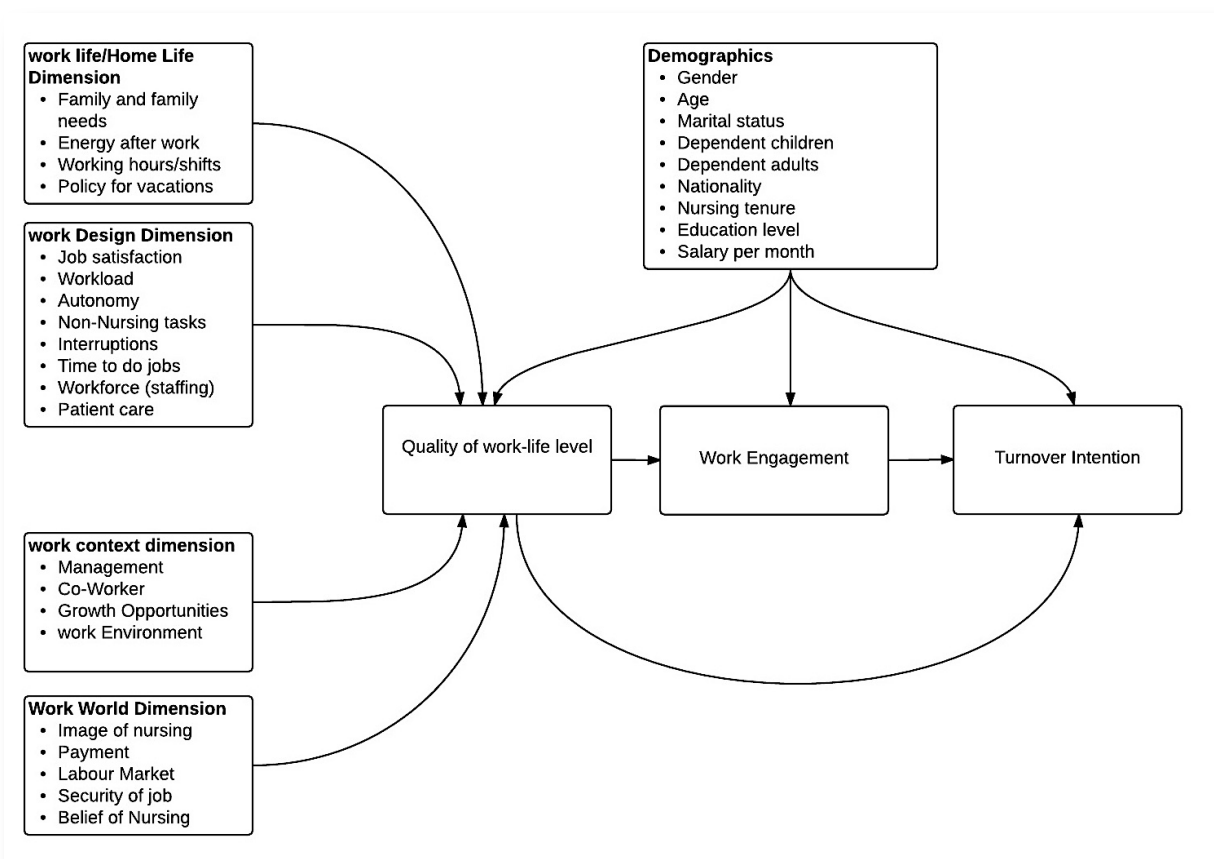 work life/Home Life
Dimension
• Family and family
needs
• Energy after work
• Working hours/shifts
• Policy for vacations
work Design Dimension
• Job satisfaction
• Workload
• Autonomy
• Non-Nursing tasks
• Interruptions
• Time to do jobs
• Workforce (staffing)
• Patient care
work context dimension
• Management
• Co-Worker
• Growth Opportunities
• work Environment
Work World Dimension
• Image of nursing
• Payment
• Labour Market
• Security of job
• Belief of Nursing
Demographics
• Gender
• Age
• Marital status
• Dependent children
• Dependent adults
• Nationality
• Nursing tenure
• Education level
• Salary per month
Quality of work-life level
Work Engagement
Turnover Intention